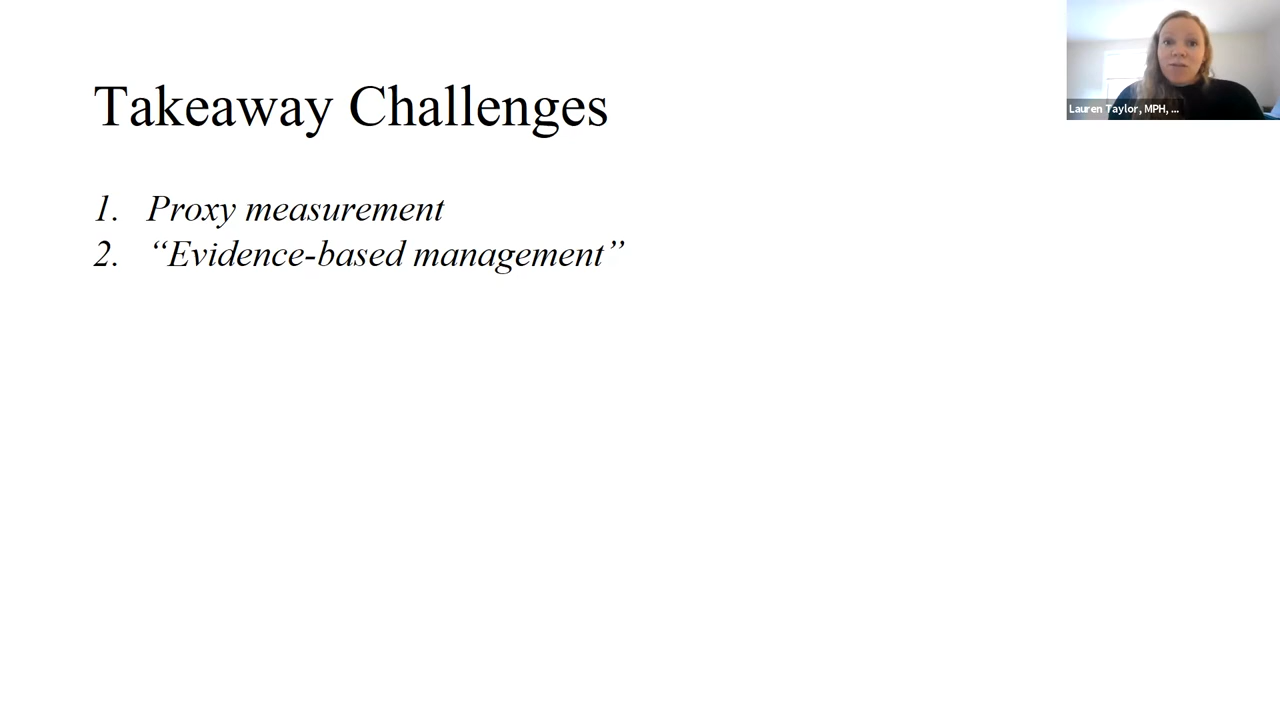 Takeaway Challenges
1. Proxy measurement
2. “Evidence-based management”
Lauren Taylor, MPH, ...